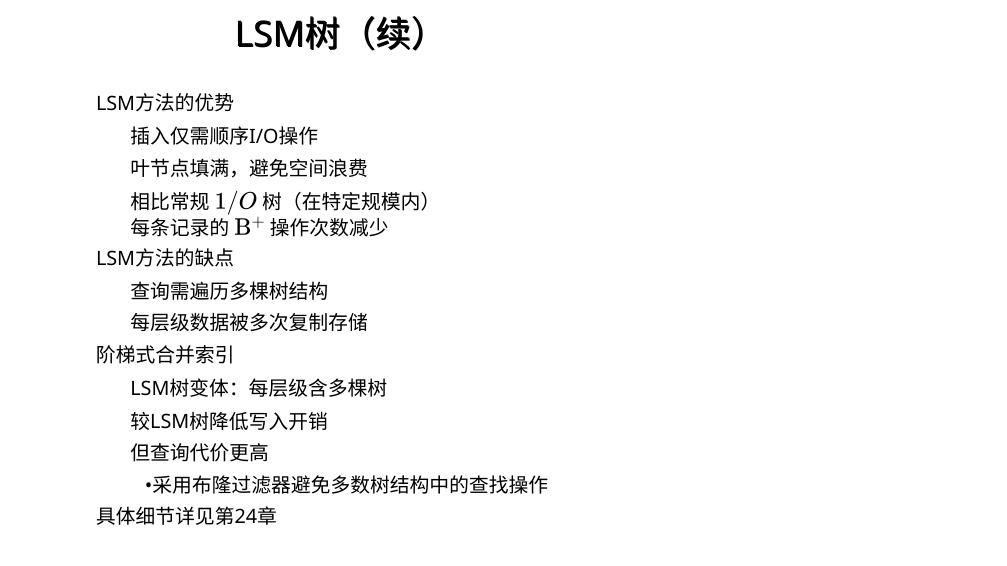 LSM树（续）
LSM方法的优势
插入仅需顺序I/O操作
叶节点填满，避免空间浪费
相比常规 1/O 树（在特定规模内）
每条记录的 B⁺ 操作次数减少
LSM方法的缺点
查询需遍历多棵树结构
每层级数据被多次复制存储
阶梯式合并索引
LSM树变体：每层级含多棵树
较LSM树降低写入开销
但查询代价更高
•采用布隆过滤器避免多数树结构中的查找操作
具体细节详见第24章